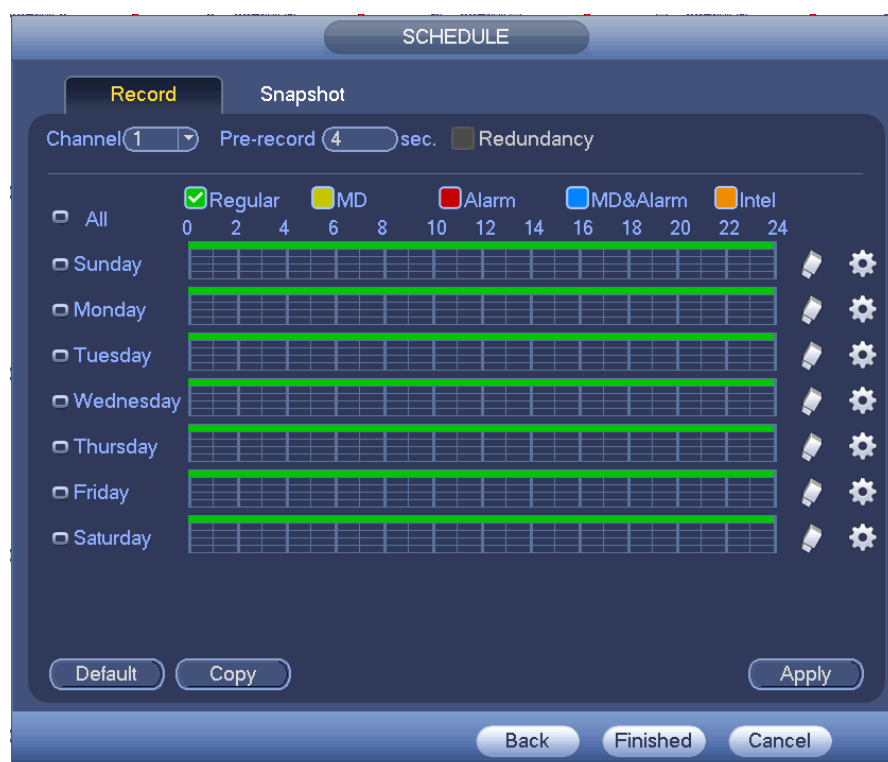 SCHEDULE
Record Snapshot
Channel 1 Pre-record 4 sec. Redundancy
Regular MD Alarm MD&Alarm Intel
All
0 2 4 6 8 10 12 14 16 18 20 22 24
Sunday
Monday
Tuesday
Wednesday
Thursday
Friday
Saturday
Default Copy Apply
Back Finished Cancel